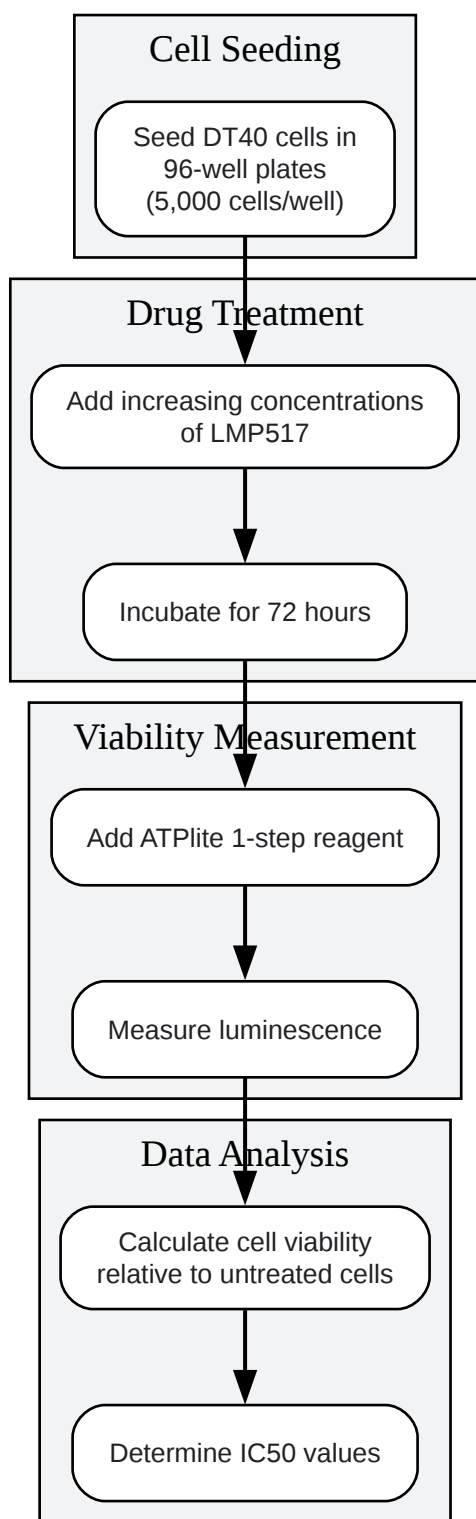 Cell Seeding
Seed DT40 cells in
96-well plates
(5,000 cells/well)
Drug Treatment
Add increasing concentrations
of LMP517
Incubate for 72 hours
Viability Measurement
Add ATPlite 1-step reagent
Measure luminescence
Data Analysis
Calculate cell viability
relative to untreated cells
Determine IC50 values